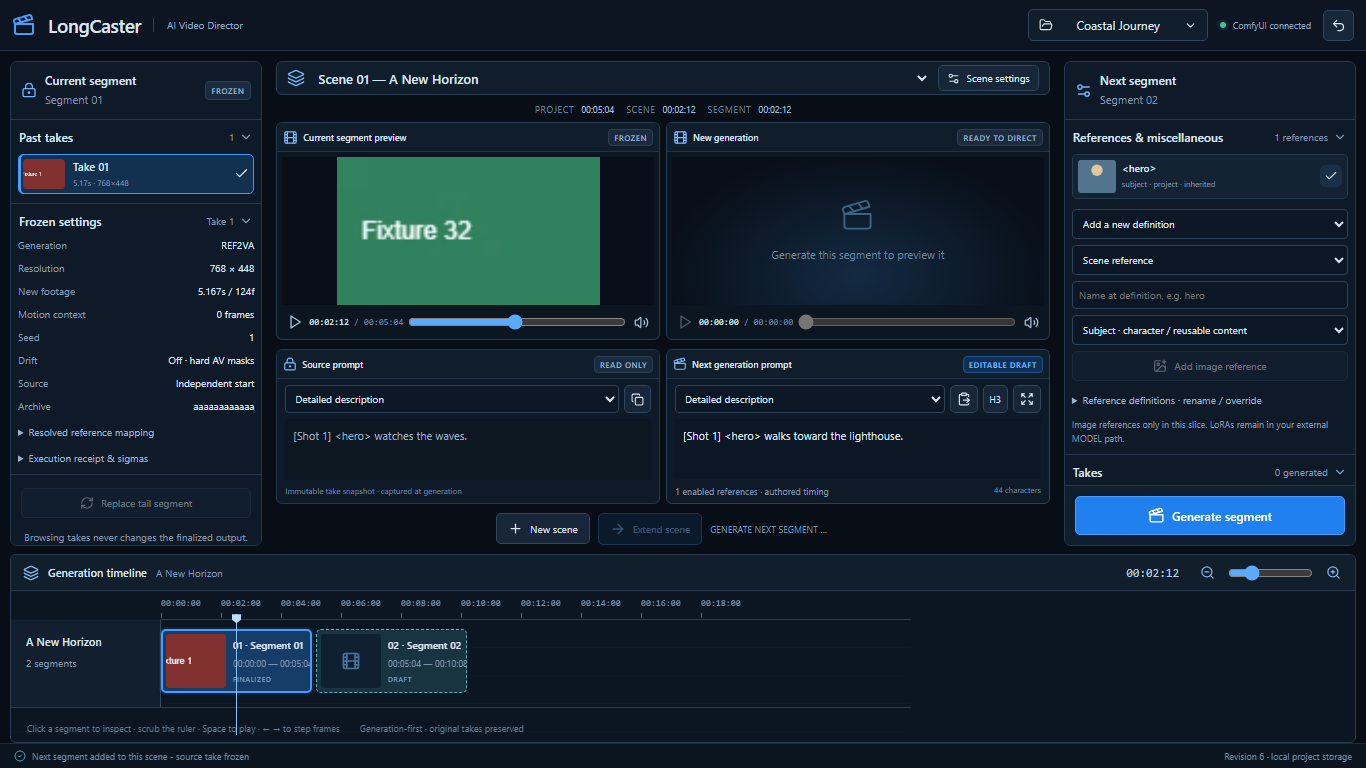 LongCaster
AI Video Director
Coastal Journey
ComfyUI connected
Current segment
Segment 01
FROZEN
Past takes
1
Take 01
5.17s · 768×448
Frozen settings
Take 1
Generation
REF2VA
Resolution
768 × 448
New footage
5.167s / 124f
Motion context
0 frames
Seed
1
Drift
Off · hard AV masks
Source
Independent start
Archive
aaaaaaaaaaaa
Resolved reference mapping
Execution receipt & sigmas
Replace tail segment
Browsing takes never changes the finalized output.
Scene 01 — A New Horizon
Scene settings
PROJECT 00:05:04 SCENE 00:02:12 SEGMENT 00:02:12
Current segment preview
FROZEN
Fixture 32
00:02:12 / 00:05:04
New generation
READY TO DIRECT
Generate this segment to preview it
00:00:00 / 00:00:00
Source prompt
READ ONLY
Detailed description
[Shot 1] <hero> watches the waves.
Immutable take snapshot · captured at generation
Next generation prompt
EDITABLE DRAFT
Detailed description
H3
[Shot 1] <hero> walks toward the lighthouse.
1 enabled references · authored timing
44 characters
New scene
Extend scene
GENERATE NEXT SEGMENT ...
Next segment
Segment 02
References & miscellaneous
1 references
<hero>
subject · project · inherited
Add a new definition
Scene reference
Name at definition, e.g. hero
Subject · character / reusable content
Add image reference
Reference definitions · rename / override
Image references only in this slice. LoRAs remain in your external
MODEL path.
Takes
0 generated
Generate segment
Generation timeline
A New Horizon
00:02:12
00:00:00 00:02:00 00:04:00 00:06:00 00:08:00 00:10:00 00:12:00 00:14:00 00:16:00 00:18:00
A New Horizon
2 segments
xture 1
01 · Segment 01
00:00:00 — 00:05:04
FINALIZED
02 · Segment 02
00:05:04 — 00:10:08
DRAFT
Click a segment to inspect · scrub the ruler · Space to play · ← → to step frames
Generation-first · original takes preserved
Next segment added to this scene - source take frozen
Revision 6 · local project storage